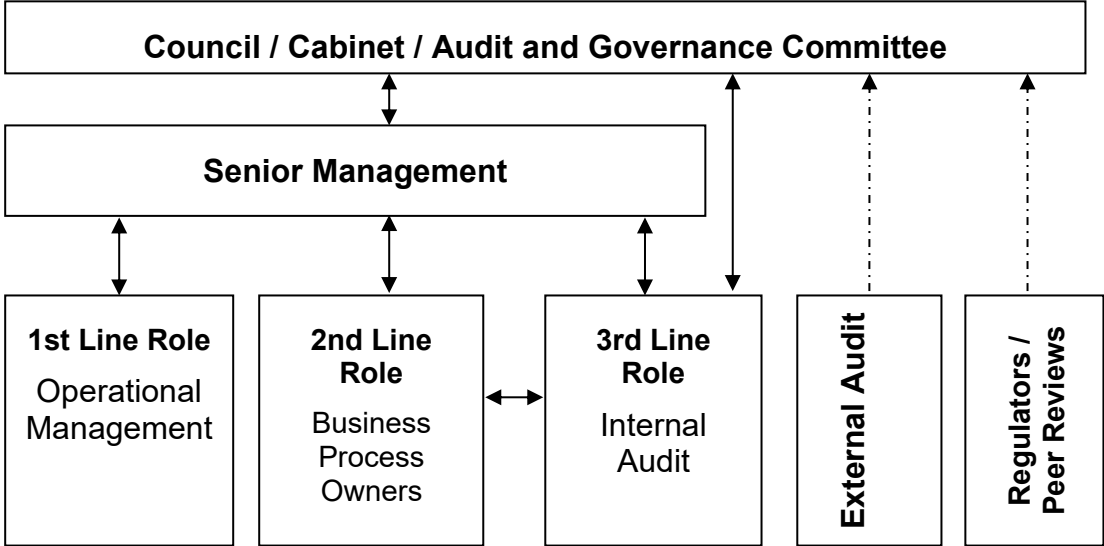 Council / Cabinet / Audit and Governance Committee
Senior Management
1st Line Role
Operational
Management
2nd Line
Role
Business
Process
Owners
3rd Line
Role
Internal
Audit
External Audit
Regulators /
Peer Reviews